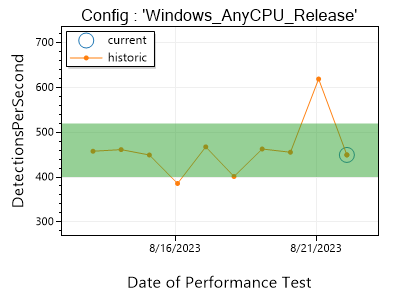 Config : 'Windows_AnyCPU_Release'
current
historic
DetectionsPerSecond
700
600
500
400
300
8/16/2023
8/21/2023
Date of Performance Test